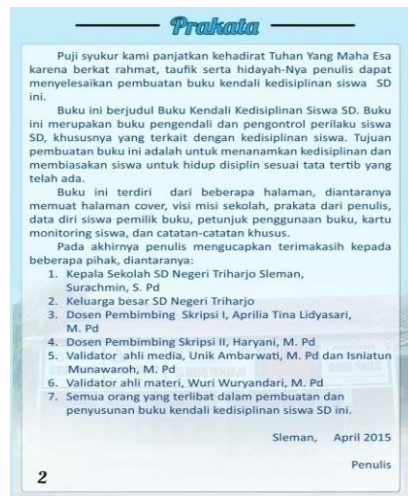 Prakata
Puji syukur kami panjatkan kehadirat Tuhan Yang Maha Esa
karena berkat rahmat, taufik serta hidayah-Nya penulis dapat
menyelesaikan pembuatan buku kendali kedisiplinan siswa SD
ini.
Buku ini berjudul Buku Kendali Kedisiplinan Siswa SD. Buku
ini merupakan buku pengendali dan pengontrol perilaku siswa
SD, khususnya yang terkait dengan kedisiplinan siswa. Tujuan
pembuatan buku ini adalah untuk menanamkan kedisiplinan dan
membiasakan siswa untuk hidup disiplin sesuai tata tertib yang
telah ada.
Buku ini terdiri dari beberapa halaman, diantaranya
memuat halaman cover, visi misi sekolah, prakata dari penulis,
data diri siswa pemilik buku, petunjuk penggunaan buku, kartu
monitoring siswa, dan catatan-catatan khusus.
Pada akhirnya penulis mengucapkan terimakasih kepada
beberapa pihak, diantaranya:
1. Kepala Sekolah SD Negeri Triharjo Sleman,
Surachmin, S. Pd
2. Keluarga besar SD Negeri Triharjo
3. Dosen Pembimbing Skripsi I, Aprilia Tina Lidyasari,
M. Pd
4. Dosen Pembimbing Skripsi II, Haryani, M. Pd
5. Validator ahli media, Unik Ambarwati, M. Pd dan Isniatun
Munawaroh, M. Pd
6. Validator ahli materi, Wuri Wuryandari, M. Pd
7. Semua orang yang terlibat dalam pembuatan dan
penyusunan buku kendali kedisiplinan siswa SD ini.
Sleman, April 2015
Penulis
2